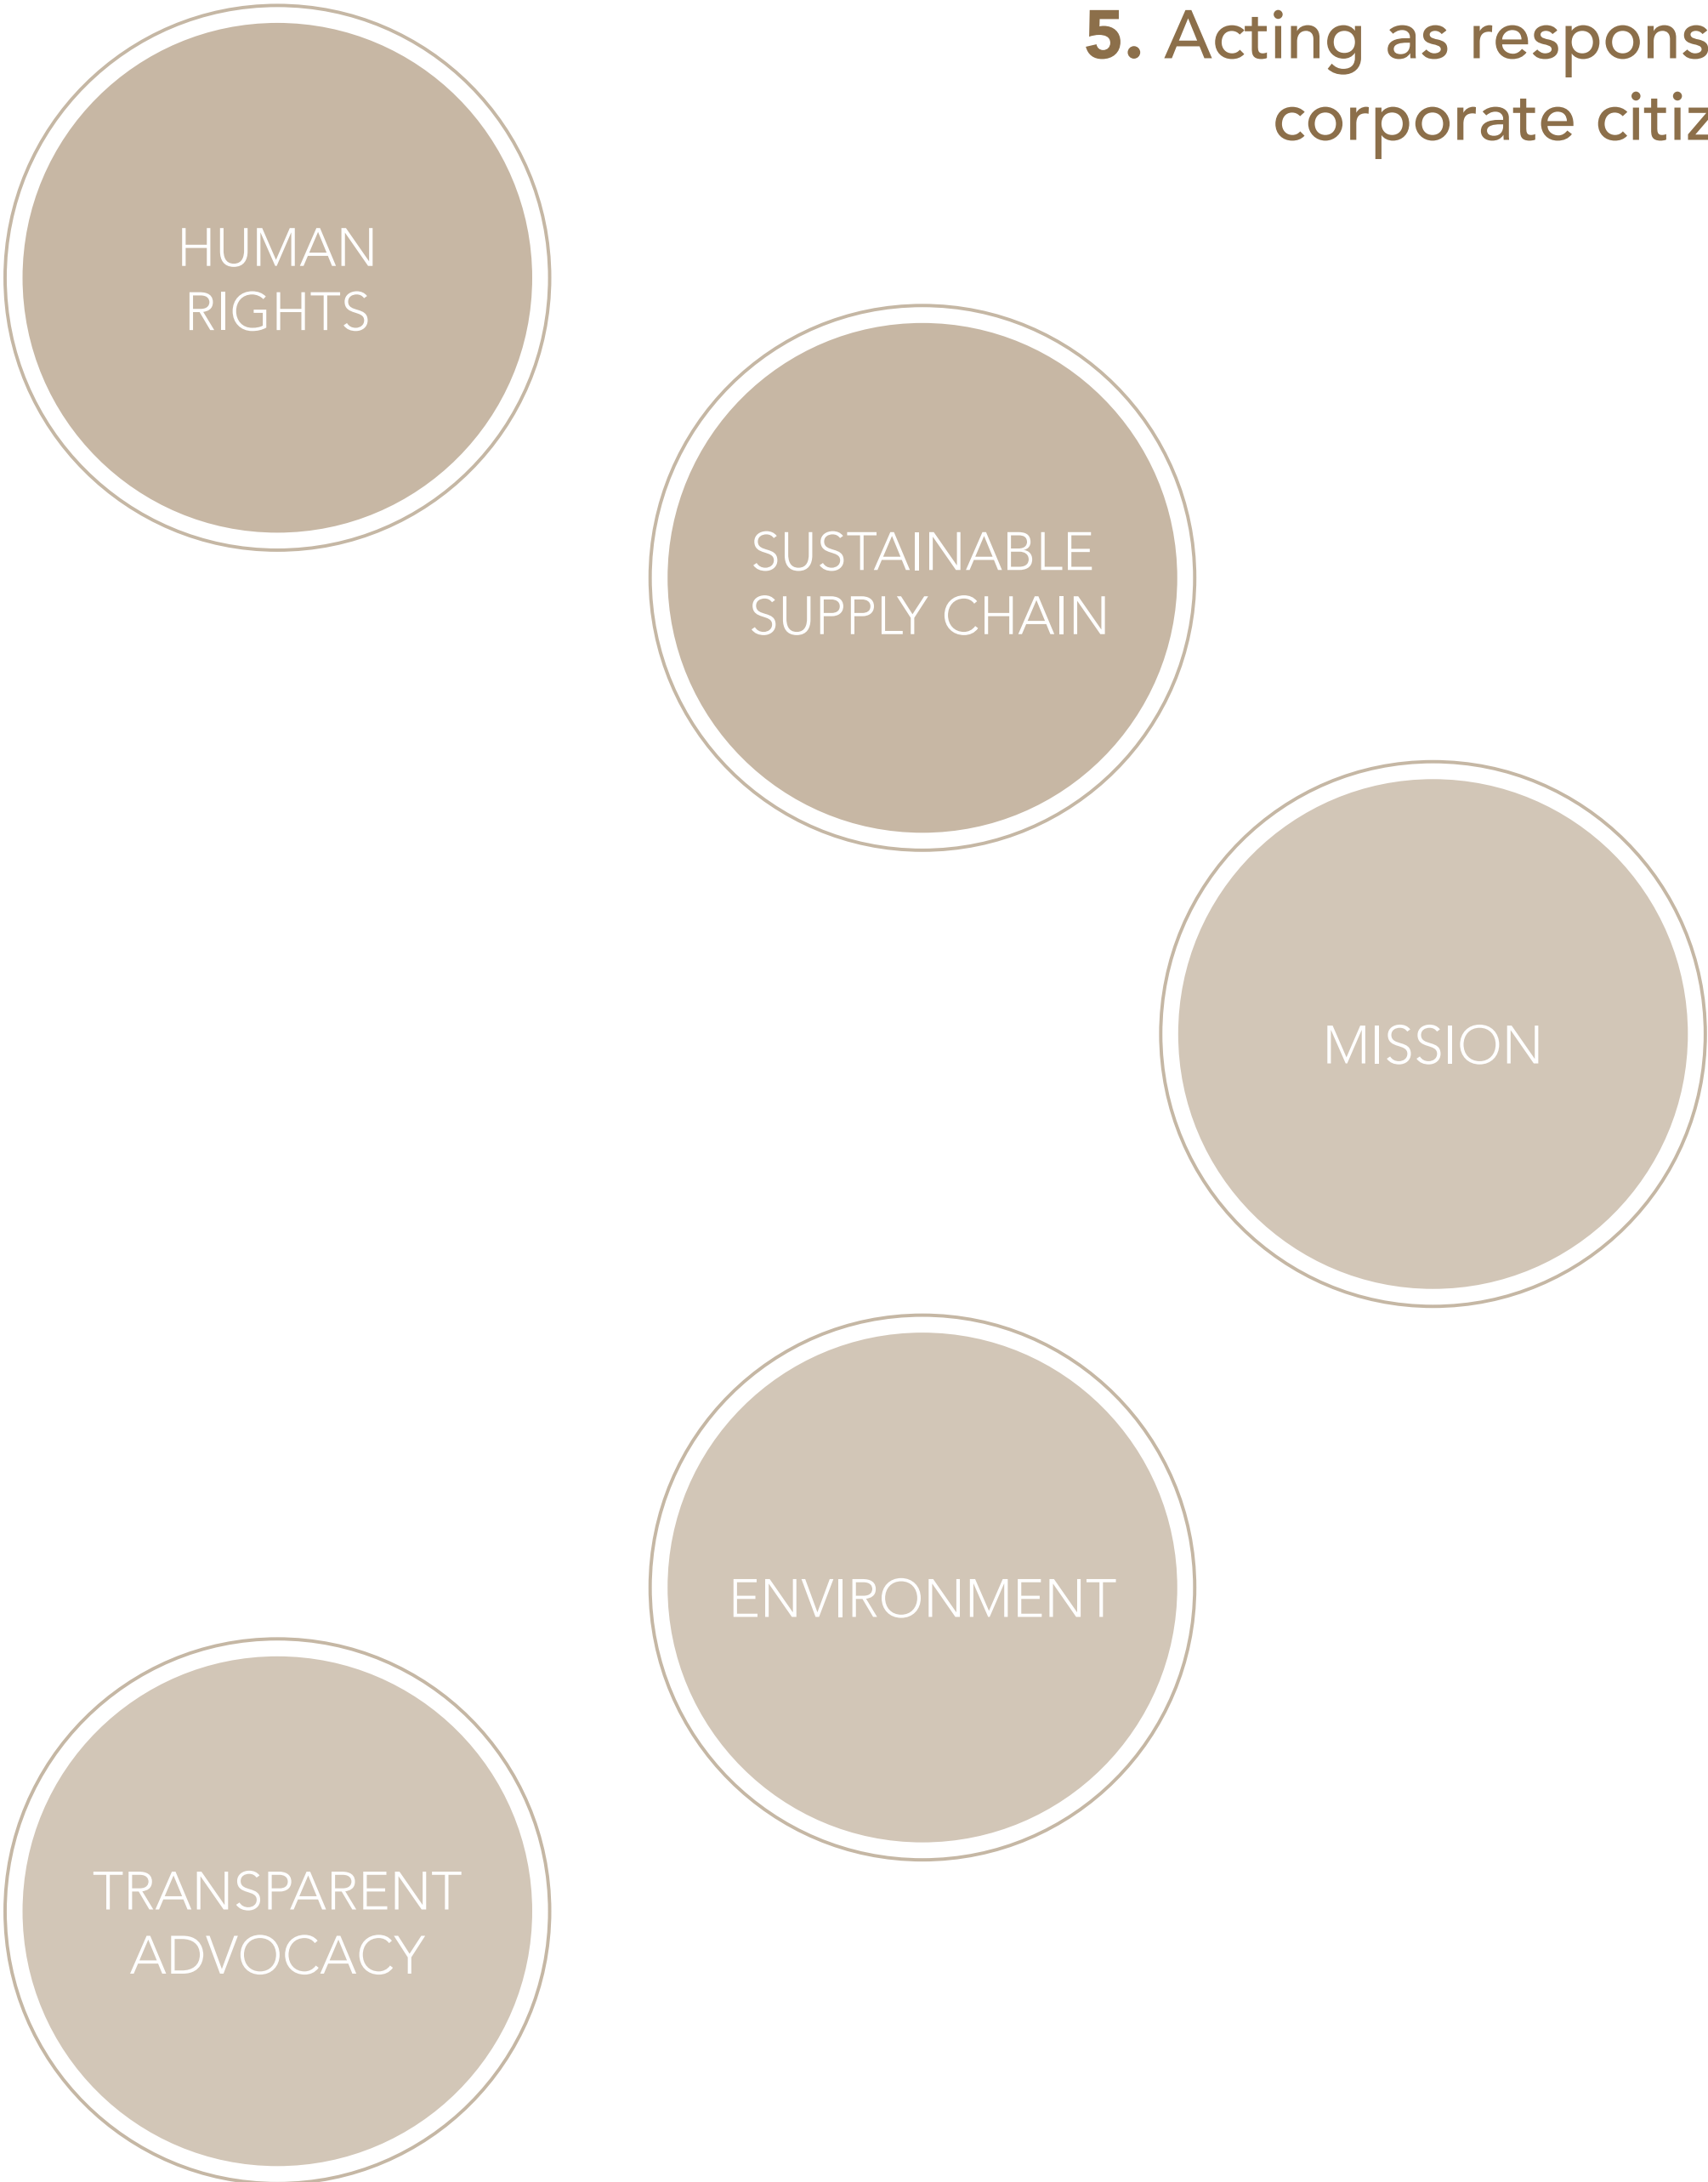 5. Acting as respons
corporate citiz
HUMAN
RIGHTS
SUSTAINABLE
SUPPLY CHAIN
MISSION
ENVIRONMENT
TRANSPARENT
ADVOCACY